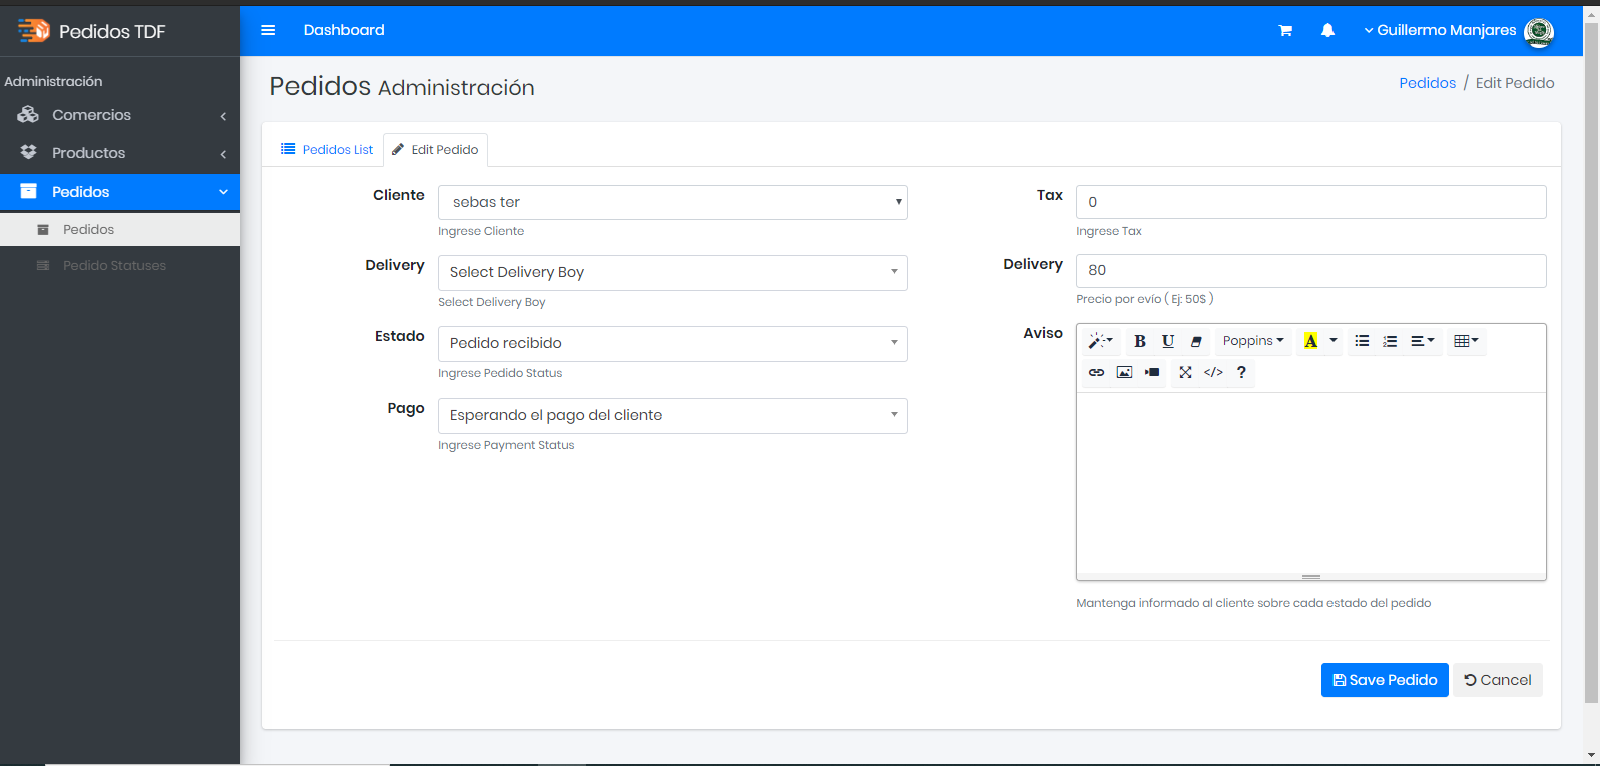 Pedidos TDF
Dashboard
Guillermo Manjares
Administración
Comercios
Productos
Pedidos
Pedidos
Pedido Statuses
Pedidos Administración
Pedidos / Edit Pedido
Pedidos List
Edit Pedido
Cliente
sebas ter
Ingrese Cliente
Delivery
Select Delivery Boy
Select Delivery Boy
Estado
Pedido recibido
Ingrese Pedido Status
Pago
Esperando el pago del cliente
Ingrese Payment Status
Tax
0
Ingrese Tax
Delivery
80
Precio por evío ( Ej: 50$ )
Aviso
B U Poppins A
</> ?
Mantenga informado al cliente sobre cada estado del pedido
Save Pedido
Cancel